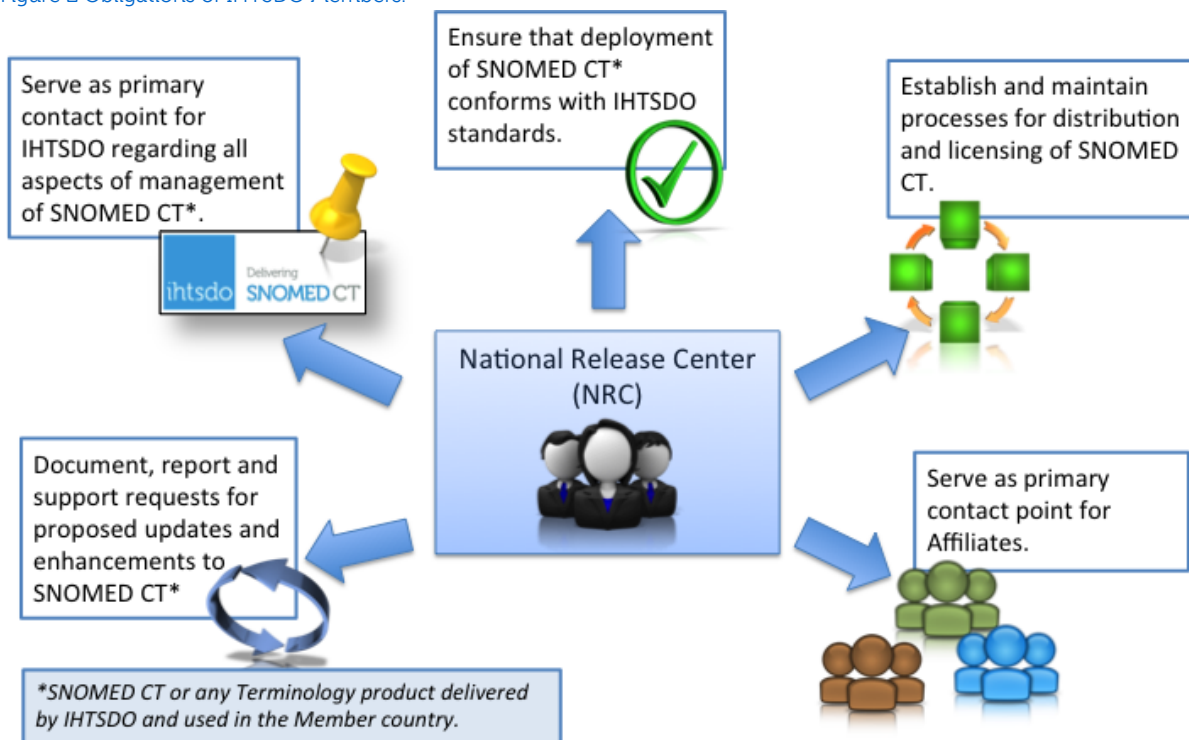 Serve as primary
contact point for
IHTSDO regarding all
aspects of management
of SNOMED CT*.
ihtsdo
Delivering
SNOMED CT
Ensure that deployment
of SNOMED CT*
conforms with IHTSDO
standards.
Establish and maintain
processes for distribution
and licensing of SNOMED
CT.
National Release Center
(NRC)
Document, report and
support requests for
proposed updates and
enhancements to
SNOMED CT*
Serve as primary
contact point for
Affiliates.
*SNOMED CT or any Terminology product delivered
by IHTSDO and used in the Member country.